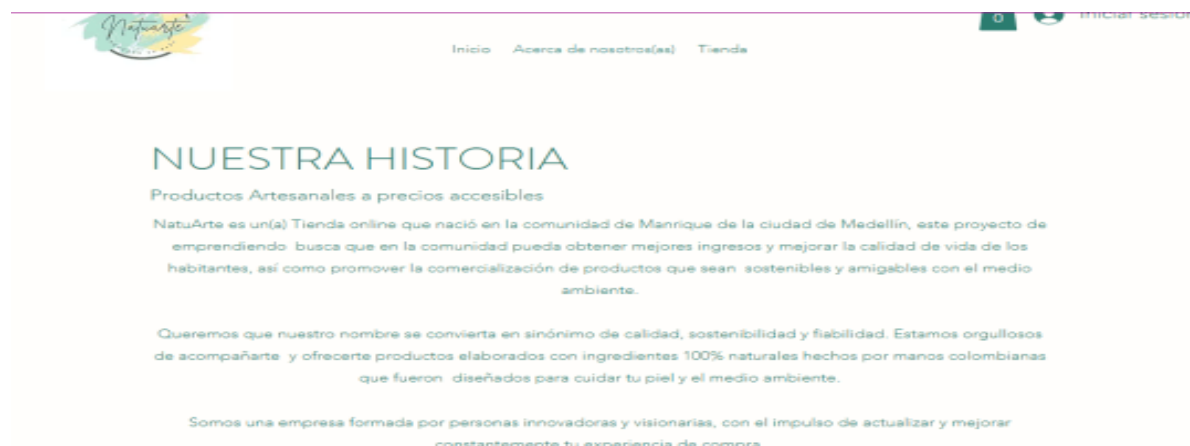 Natuarte
0
Iniciar sesión
Inicio Acerca de nosotros(as) Tienda
NUESTRA HISTORIA
Productos Artesanales a precios accesibles
NatuArte es un(a) Tienda online que nació en la comunidad de Manrique de la ciudad de Medellín, este proyecto de
emprendiendo busca que en la comunidad pueda obtener mejores ingresos y mejorar la calidad de vida de los
habitantes, así como promover la comercialización de productos que sean sostenibles y amigables con el medio
ambiente.
Queremos que nuestro nombre se convierta en sinónimo de calidad, sostenibilidad y fiabilidad. Estamos orgullosos
de acompañarte y ofrecerte productos elaborados con ingredientes 100% naturales hechos por manos colombianas
que fueron diseñados para cuidar tu piel y el medio ambiente.
Somos una empresa formada por personas innovadoras y visionarias, con el impulso de actualizar y mejorar
constantemente tu experiencia de compra